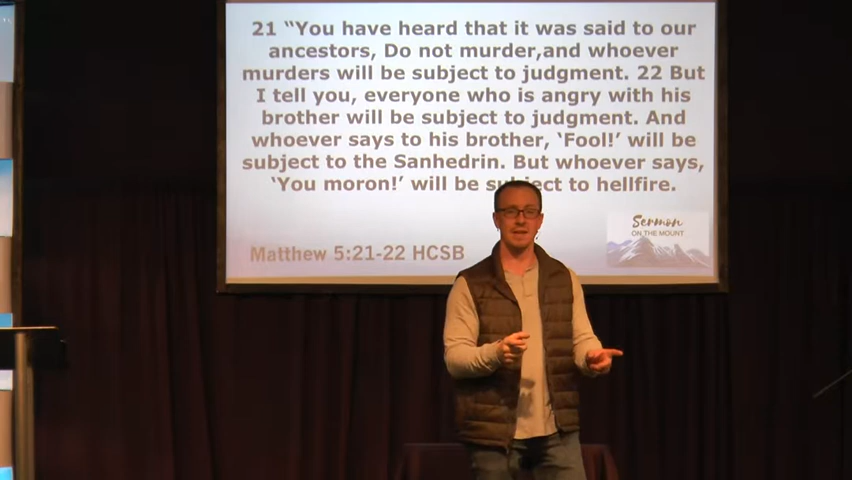 21 “You have heard that it was said to our
ancestors, Do not murder,and whoever
murders will be subject to judgment. 22 But
I tell you, everyone who is angry with his
brother will be subject to judgment. And
whoever says to his brother, ‘Fool!’ will be
subject to the Sanhedrin. But whoever says,
‘You moron!’ will be subject to hellfire.
Sermon
ON THE MOUNT
Matthew 5:21-22 HCSB